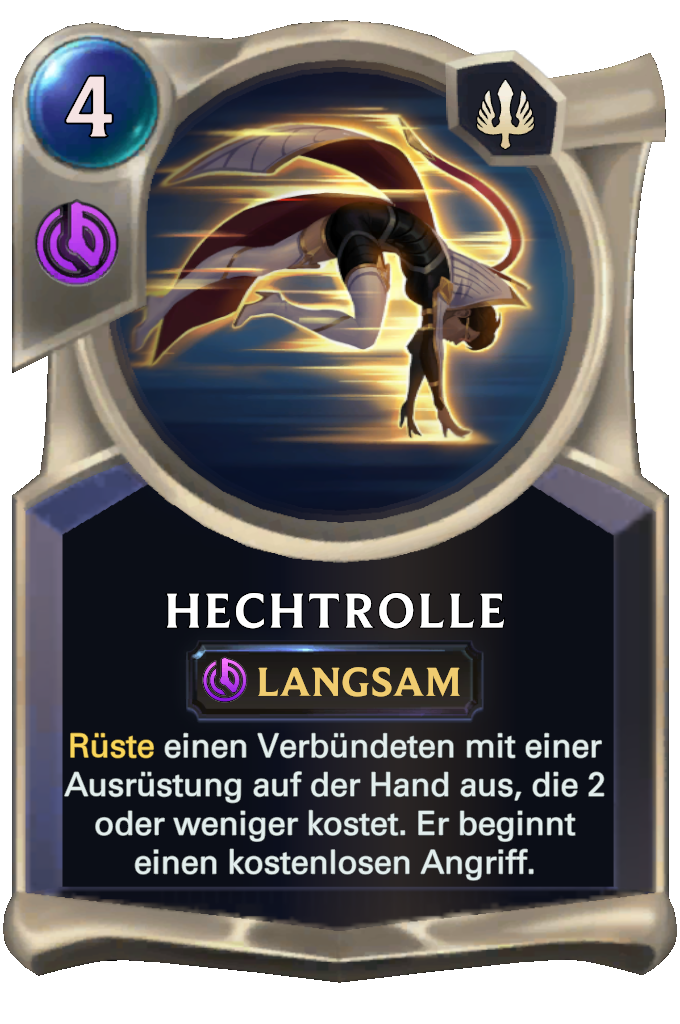 4
HECHTROLLE
LANGSAM
Rüste einen Verbündeten mit einer
Ausrüstung auf der Hand aus, die 2
oder weniger kostet. Er beginnt
einen kostenlosen Angriff.